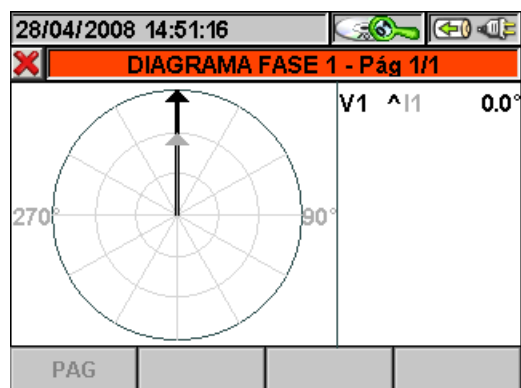 28/04/2008 14:51:16
DIAGRAMA FASE 1 - Pág 1/1
V1 ^ I1 0.0°
270° 90°
PAG